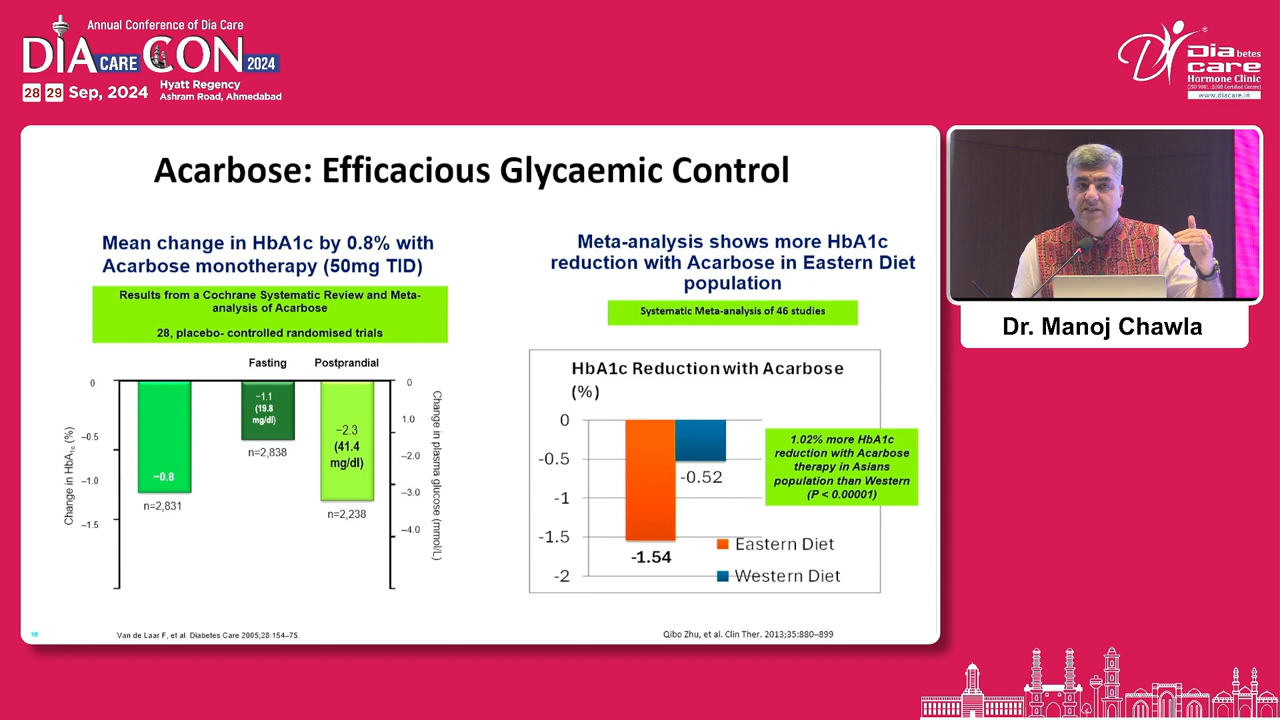 Annual Conference of Dia Care
DIA CARE CON 2024
28 29 Sep, 2024
Hyatt Regency
Ashram Road, Ahmedabad
Dia betes
care
Hormone Clinic
(ISO 9001 :2008 Certified Centre)
www.diacare.in
Acarbose: Efficacious Glycaemic Control
Mean change in HbA1c by 0.8% with
Acarbose monotherapy (50mg TID)
Results from a Cochrane Systematic Review and Meta-
analysis of Acarbose
28, placebo- controlled randomised trials
Fasting Postprandial
Change in HbA1c (%)
0
–0.5
–1.0
–1.5
−0.8
n=2,831
−1.1
(19.8
mg/dl)
n=2,838
−2.3
(41.4
mg/dl)
n=2,238
0
1.0
–2.0
–3.0
–4.0
Change in plasma glucose (mmol/L)
Van de Laar F, et al. Diabetes Care 2005;28:154–75.
Meta-analysis shows more HbA1c
reduction with Acarbose in Eastern Diet
population
Systematic Meta-analysis of 46 studies
HbA1c Reduction with Acarbose
(%)
0
-0.5
-1
-1.5
-2
-0.52
-1.54
Eastern Diet
Western Diet
1.02% more HbA1c
reduction with Acarbose
therapy in Asians
population than Western
(P < 0.00001)
Qibo Zhu, et al. Clin Ther. 2013;35:880–899
Dr. Manoj Chawla